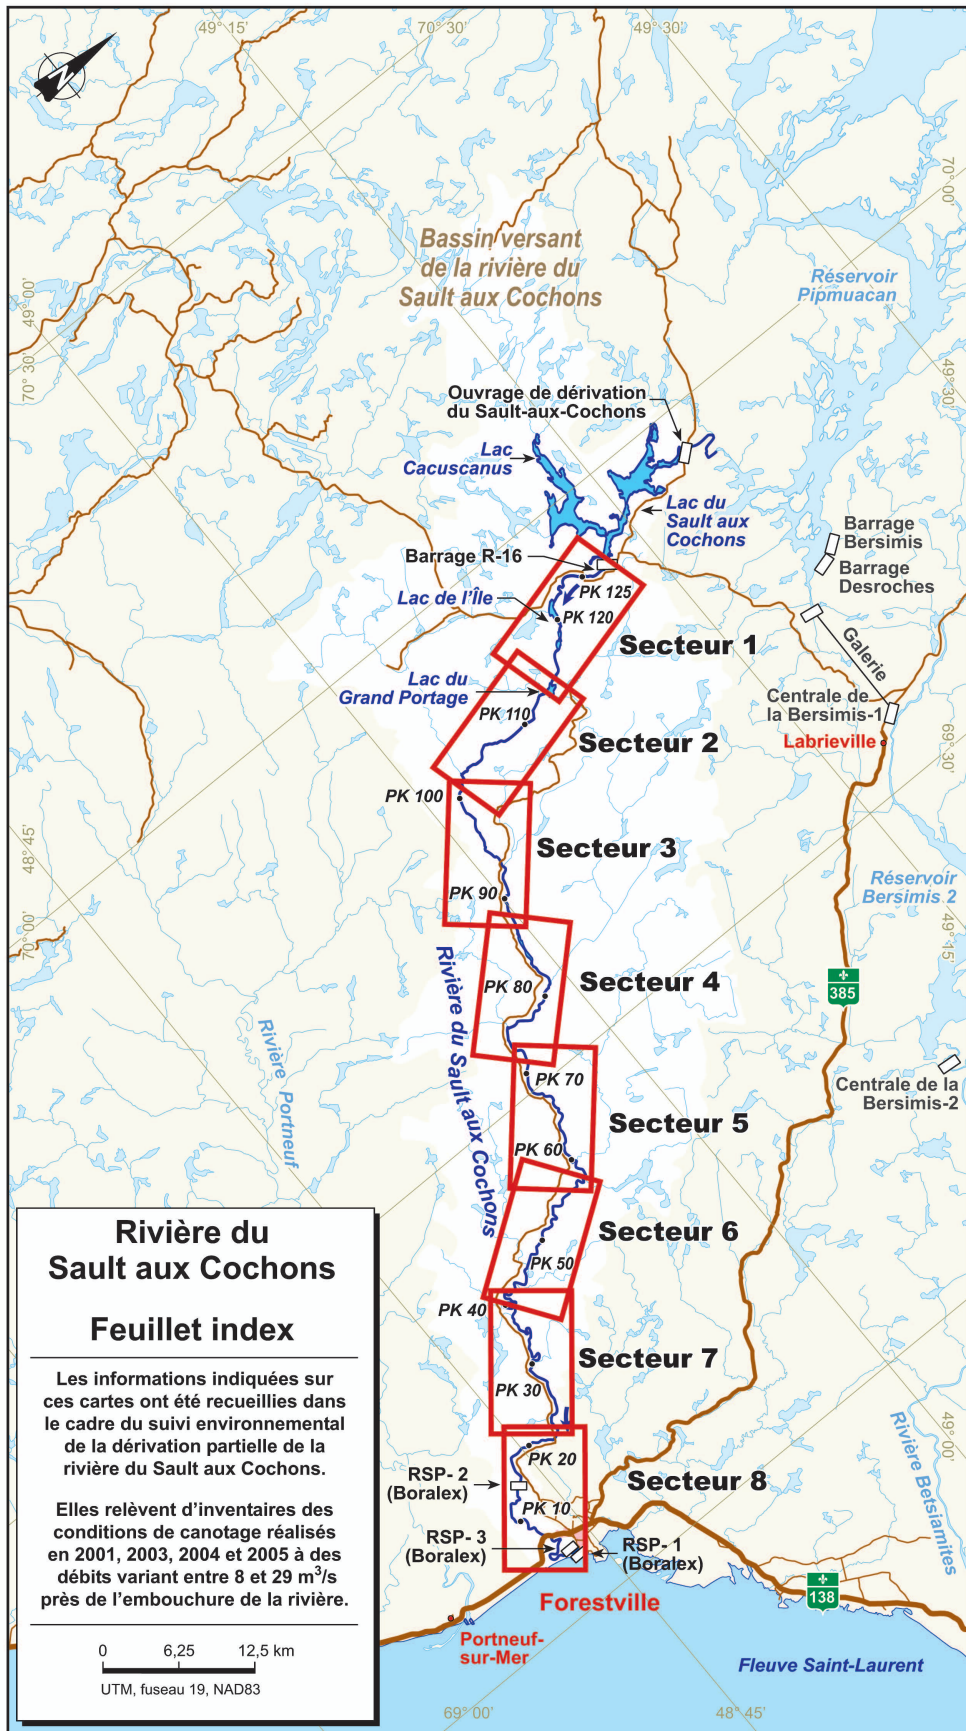 49° 15'
70° 30'
49° 30'
N
70° 00'
Bassin versant
de la rivière du
Sault aux Cochons
Réservoir
Pipmuacan
49° 00'
70° 30'
49° 30'
Ouvrage de dérivation
du Sault-aux-Cochons
Lac
Cacuscanus
Lac du
Sault aux
Cochons
Barrage
Bersimis
Barrage
Desroches
Barrage R-16
PK 125
Lac de l'Île
PK 120
Secteur 1
Galerie
Lac du
Grand Portage
Centrale de
la Bersimis-1
PK 110
Secteur 2
Labrieville
69° 30'
PK 100
48° 45'
Secteur 3
PK 90
Réservoir
Bersimis 2
70° 00'
49° 15'
Rivière du Sault aux Cochons
PK 80
Secteur 4
385
Rivière Portneuf
PK 70
Centrale de la
Bersimis-2
Secteur 5
PK 60
Secteur 6
PK 50
PK 40
Secteur 7
PK 30
49° 00'
Rivière Betsiamites
PK 20
Secteur 8
RSP- 2
(Boralex)
PK 10
RSP- 3
(Boralex)
RSP- 1
(Boralex)
138
Forestville
Portneuf-
sur-Mer
Fleuve Saint-Laurent
69° 00'
48° 45'
Rivière du
Sault aux Cochons
Feuillet index
Les informations indiquées sur
ces cartes ont été recueillies dans
le cadre du suivi environnemental
de la dérivation partielle de la
rivière du Sault aux Cochons.
Elles relèvent d'inventaires des
conditions de canotage réalisés
en 2001, 2003, 2004 et 2005 à des
débits variant entre 8 et 29 m³/s
près de l'embouchure de la rivière.
0 6,25 12,5 km
UTM, fuseau 19, NAD83